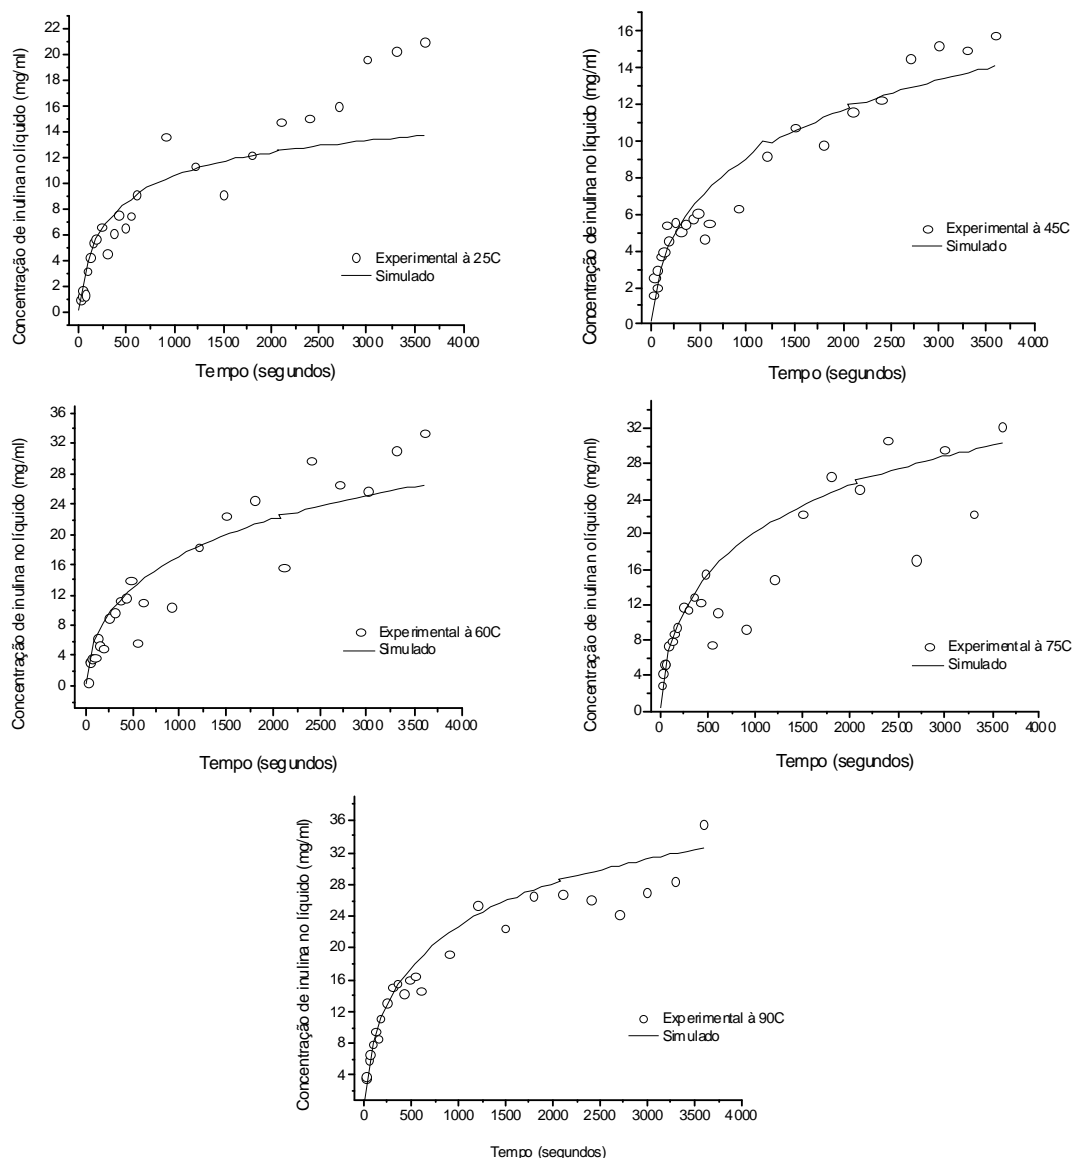 Concentração de inulina no líquido (mg/ml)
22
20
18
16
14
12
10
8
6
4
2
0
Experimental à 25C
Simulado
0 500 1000 1500 2000 2500 3000 3500 4000
Tempo (segundos)
Concentração de inulina no líquido (mg/ml)
16
14
12
10
8
6
4
2
0
Experimental à 45C
Simulado
0 500 1000 1500 2000 2500 3000 3500 4000
Tempo (segundos)
Concentração de inulina no líquido (mg/ml)
36
32
28
24
20
16
12
8
4
0
Experimental à 60C
Simulado
0 500 1000 1500 2000 2500 3000 3500 4000
Tempo (segundos)
Concentração de inulina no líquido (mg/ml)
32
28
24
20
16
12
8
4
0
Experimental à 75C
Simulado
0 500 1000 1500 2000 2500 3000 3500 4000
Tempo (segundos)
Concentração de inulina no líquido (mg/ml)
36
32
28
24
20
16
12
8
4
Experimental à 90C
Simulado
0 500 1000 1500 2000 2500 3000 3500 4000
Tempo (segundos)